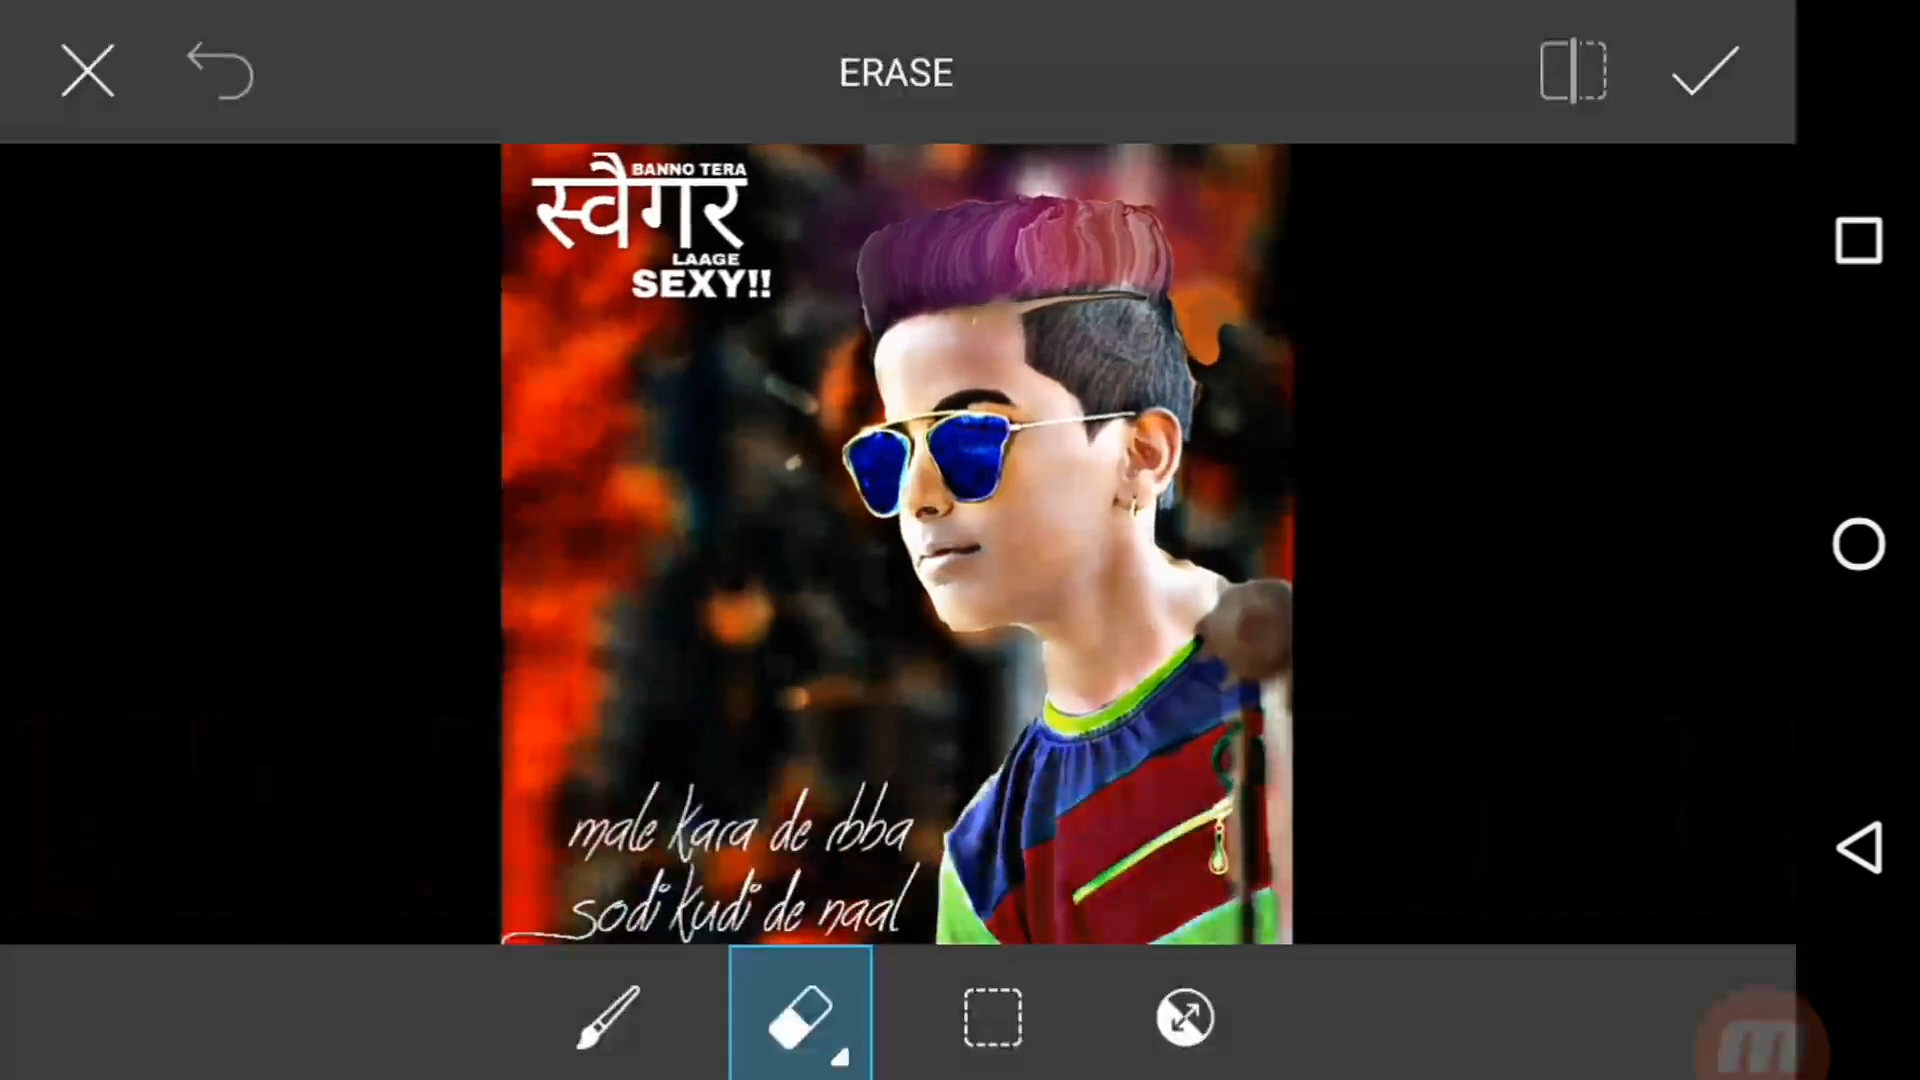 ERASE
BANNO TERA
स्वैगर
LAAGE
SEXY!!
male kara de rbba
sodi kudi de naal